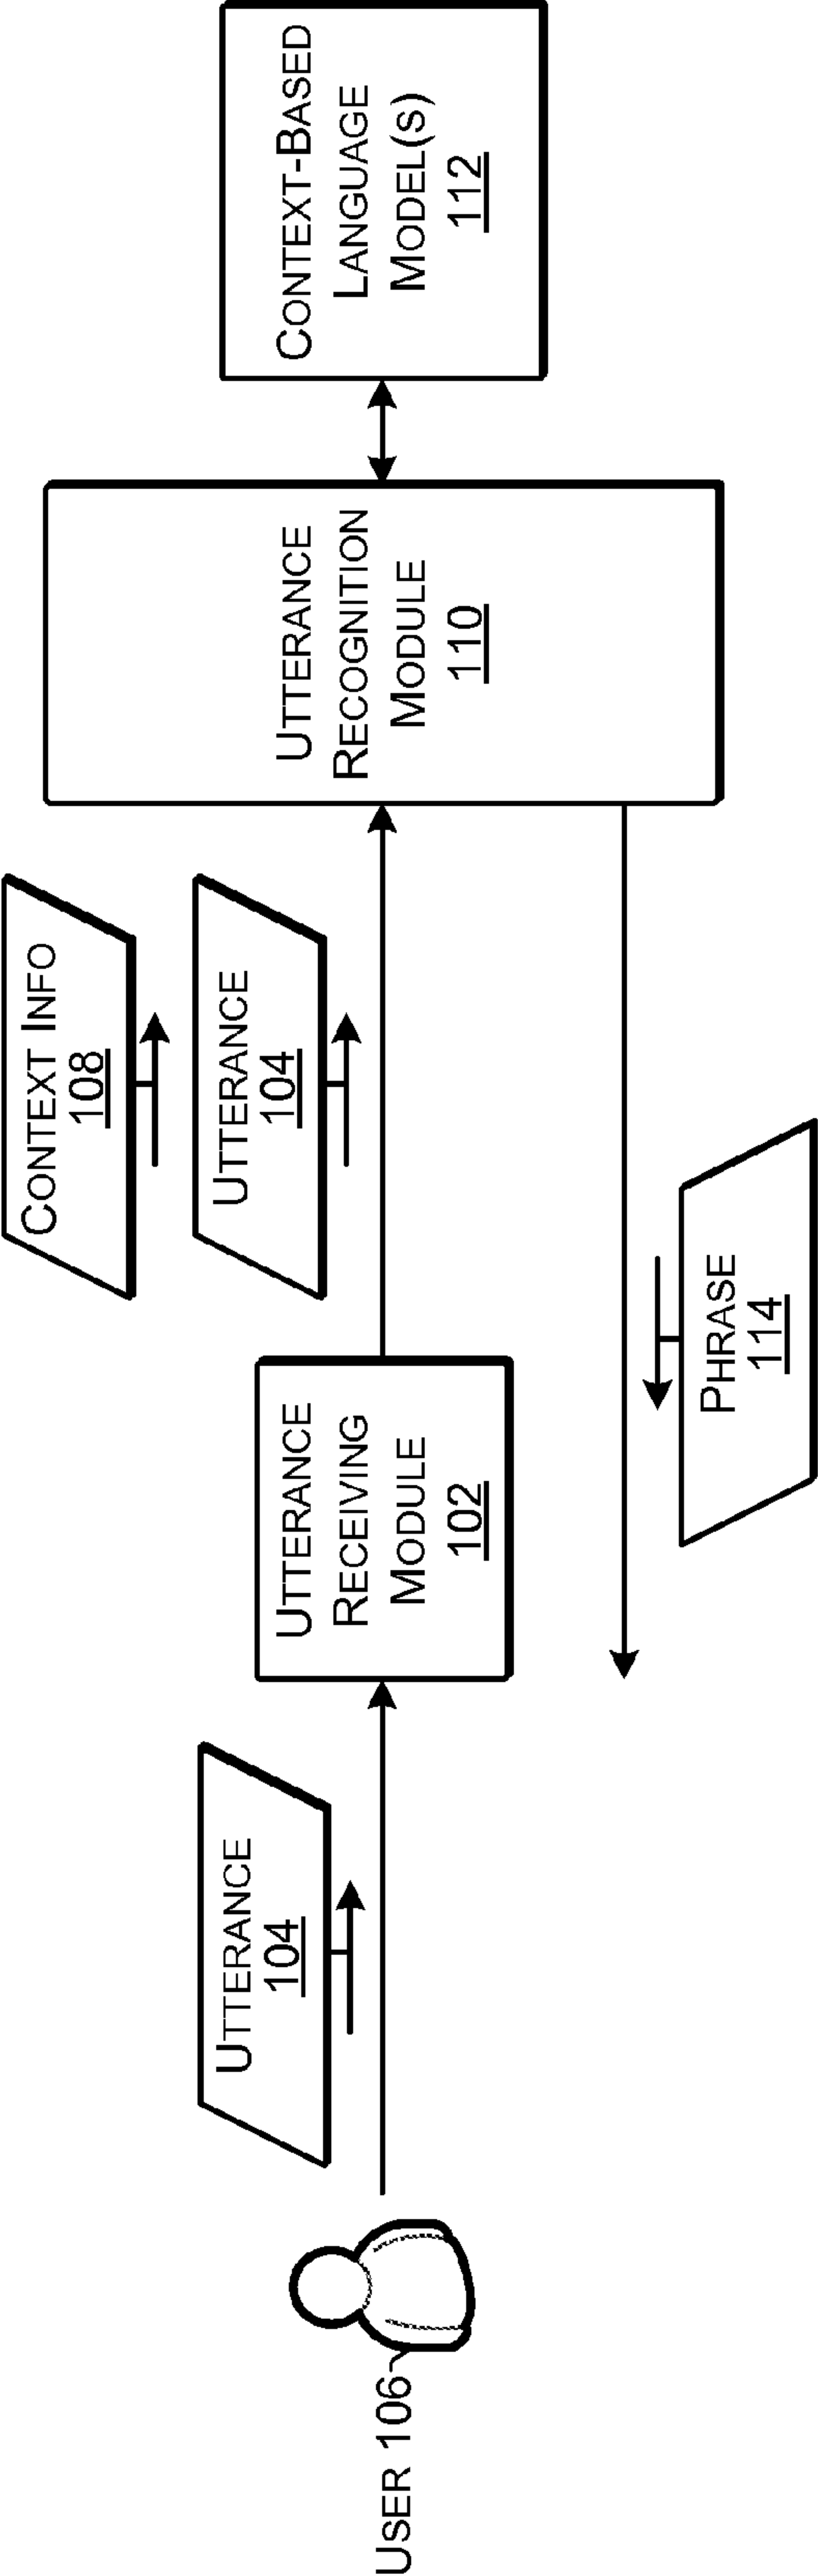 USER 106
UTTERANCE
104
UTTERANCE
RECEIVING
MODULE
102
CONTEXT INFO
108
UTTERANCE
104
PHRASE
114
UTTERANCE
RECOGNITION
MODULE
110
CONTEXT-BASED
LANGUAGE
MODEL(S)
112